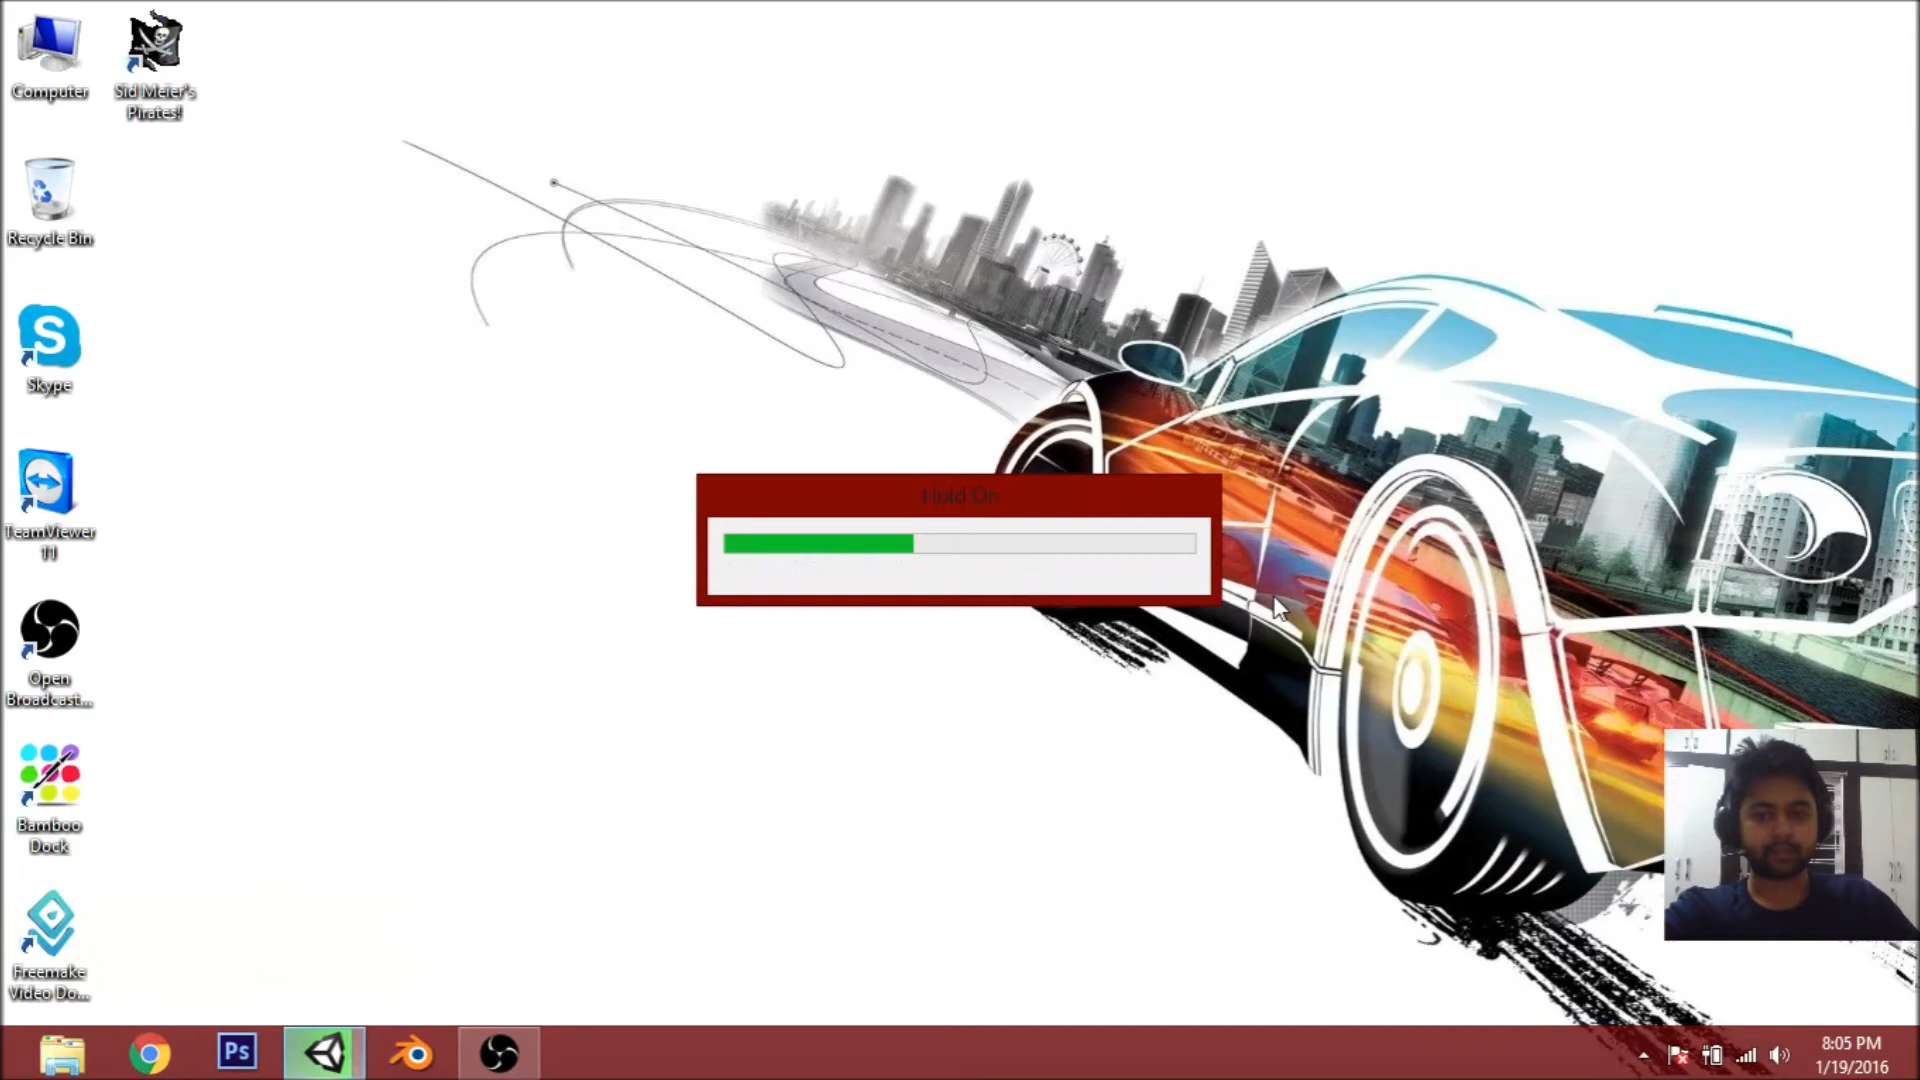 Computer
Sid Meier's
Pirates!
Recycle Bin
Skype
TeamViewer
11
Open
Broadcast...
Bamboo
Dock
Freemake
Video Do...
Hold On
Ps
8:05 PM
1/19/2016